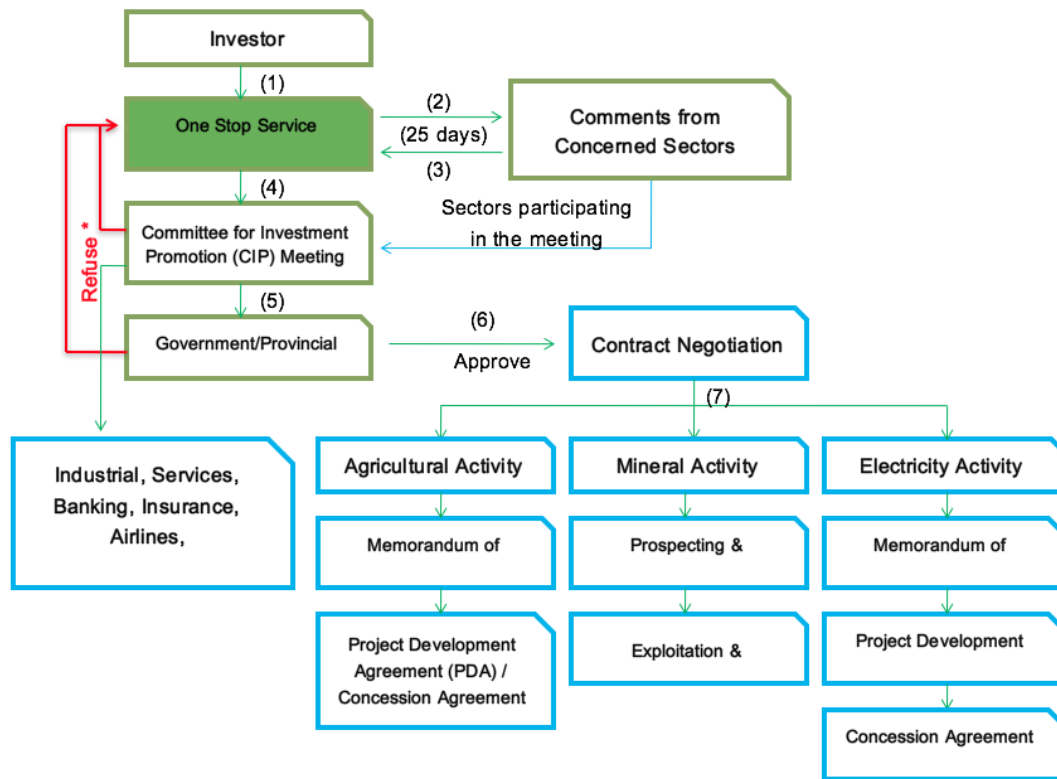 Investor
(1)
One Stop Service
(2)
(25 days)
(3)
Comments from
Concerned Sectors
(4)
Sectors participating
in the meeting
Committee for Investment
Promotion (CIP) Meeting
Refuse *
(5)
Government/Provincial
(6)
Approve
Contract Negotiation
(7)
Industrial, Services,
Banking, Insurance,
Airlines,
Agricultural Activity
Mineral Activity
Electricity Activity
Memorandum of
Prospecting &
Memorandum of
Project Development
Agreement (PDA) /
Concession Agreement
Exploitation &
Project Development
Concession Agreement